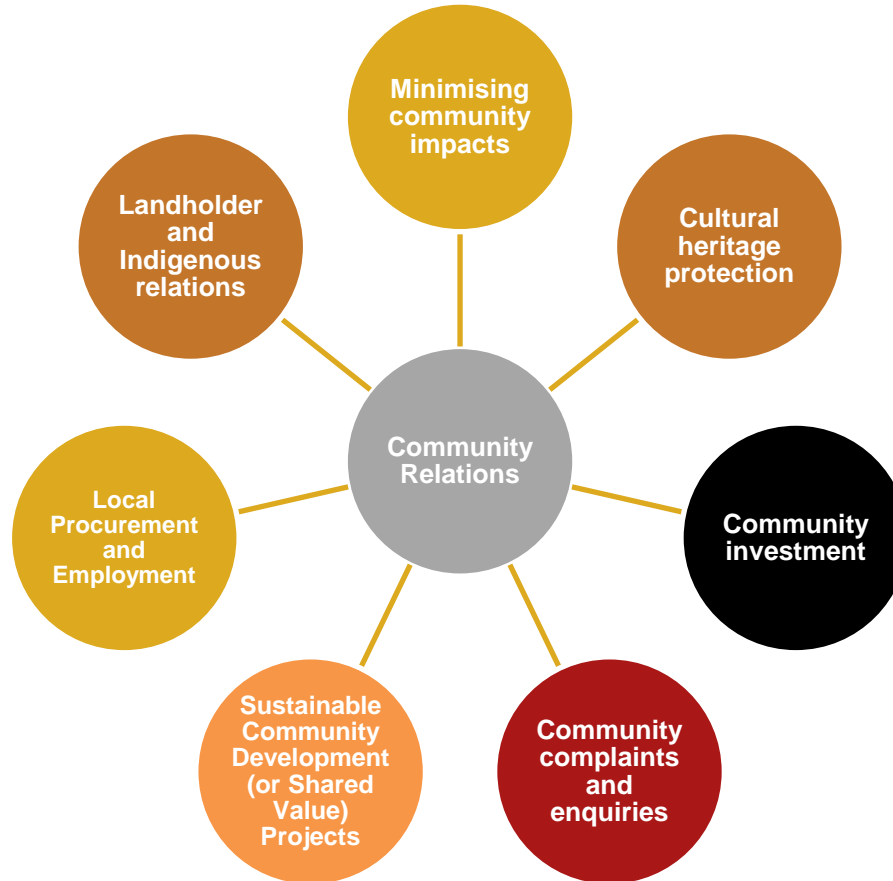 Minimising
community
impacts
Cultural
heritage
protection
Community
investment
Community
complaints
and
enquiries
Sustainable
Community
Development
(or Shared
Value)
Projects
Local
Procurement
and
Employment
Landholder
and
Indigenous
relations
Community
Relations